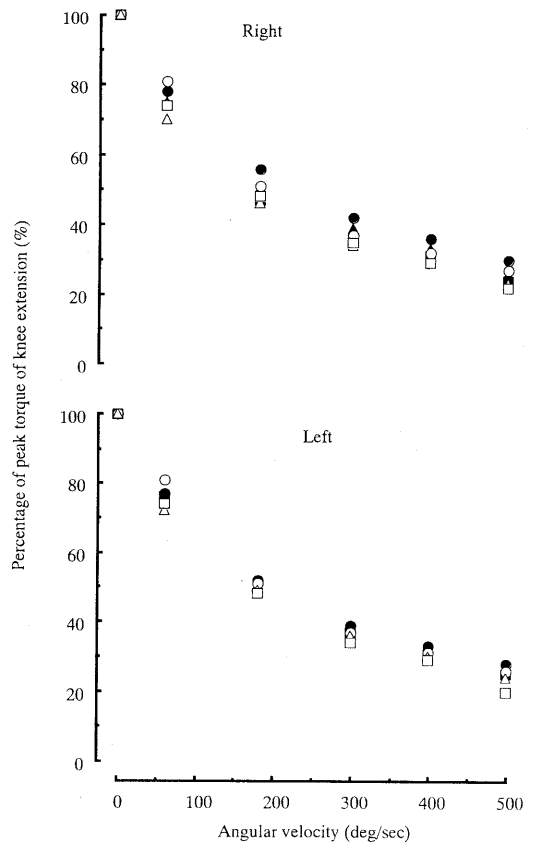 100
Right
80
60
40
20
0
Percentage of peak torque of knee extension (%)
100
Left
80
60
40
20
0
0 100 200 300 400 500
Angular velocity (deg/sec)